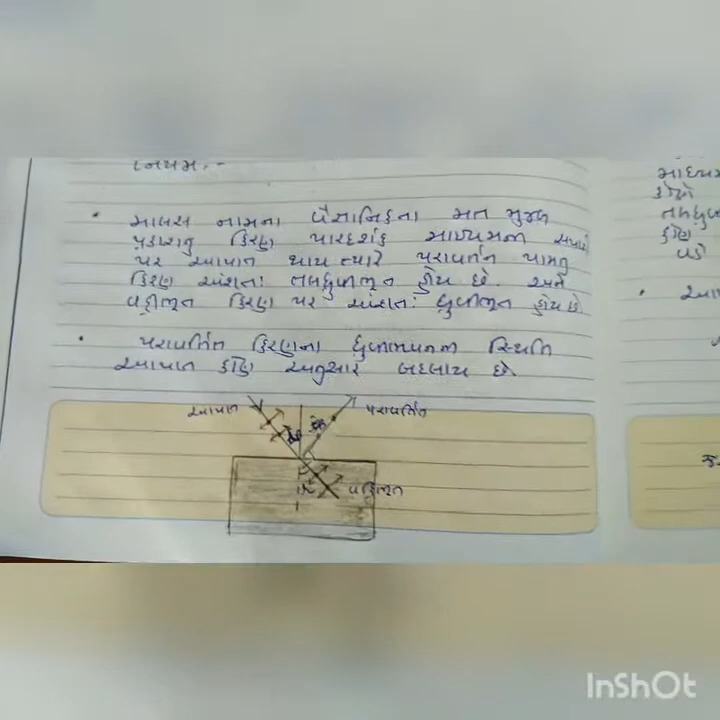 નિયમ :-
માલસ નામના વૈજ્ઞાનિકના મત મુજબ
પ્રકાશનું કિરણ પારદર્શક માધ્યમની સપાટી
પર આપાત થાય ત્યારે પરાવર્તન પામતું
કિરણ અંશતઃ તલધ્રુવીભૂત હોય છે. અને
વક્રીભૂત કિરણ પર અંશતઃ ધ્રુવીભૂત હોય છે.
પરાવર્તિત કિરણના ધ્રુવીભવનની સ્થિતિ
આપાત કોણ અનુસાર બદલાય છે.
આપાત
પરાવર્તિત
વક્રીભૂત
માધ્યમ
કોણ
આપા
InShOt